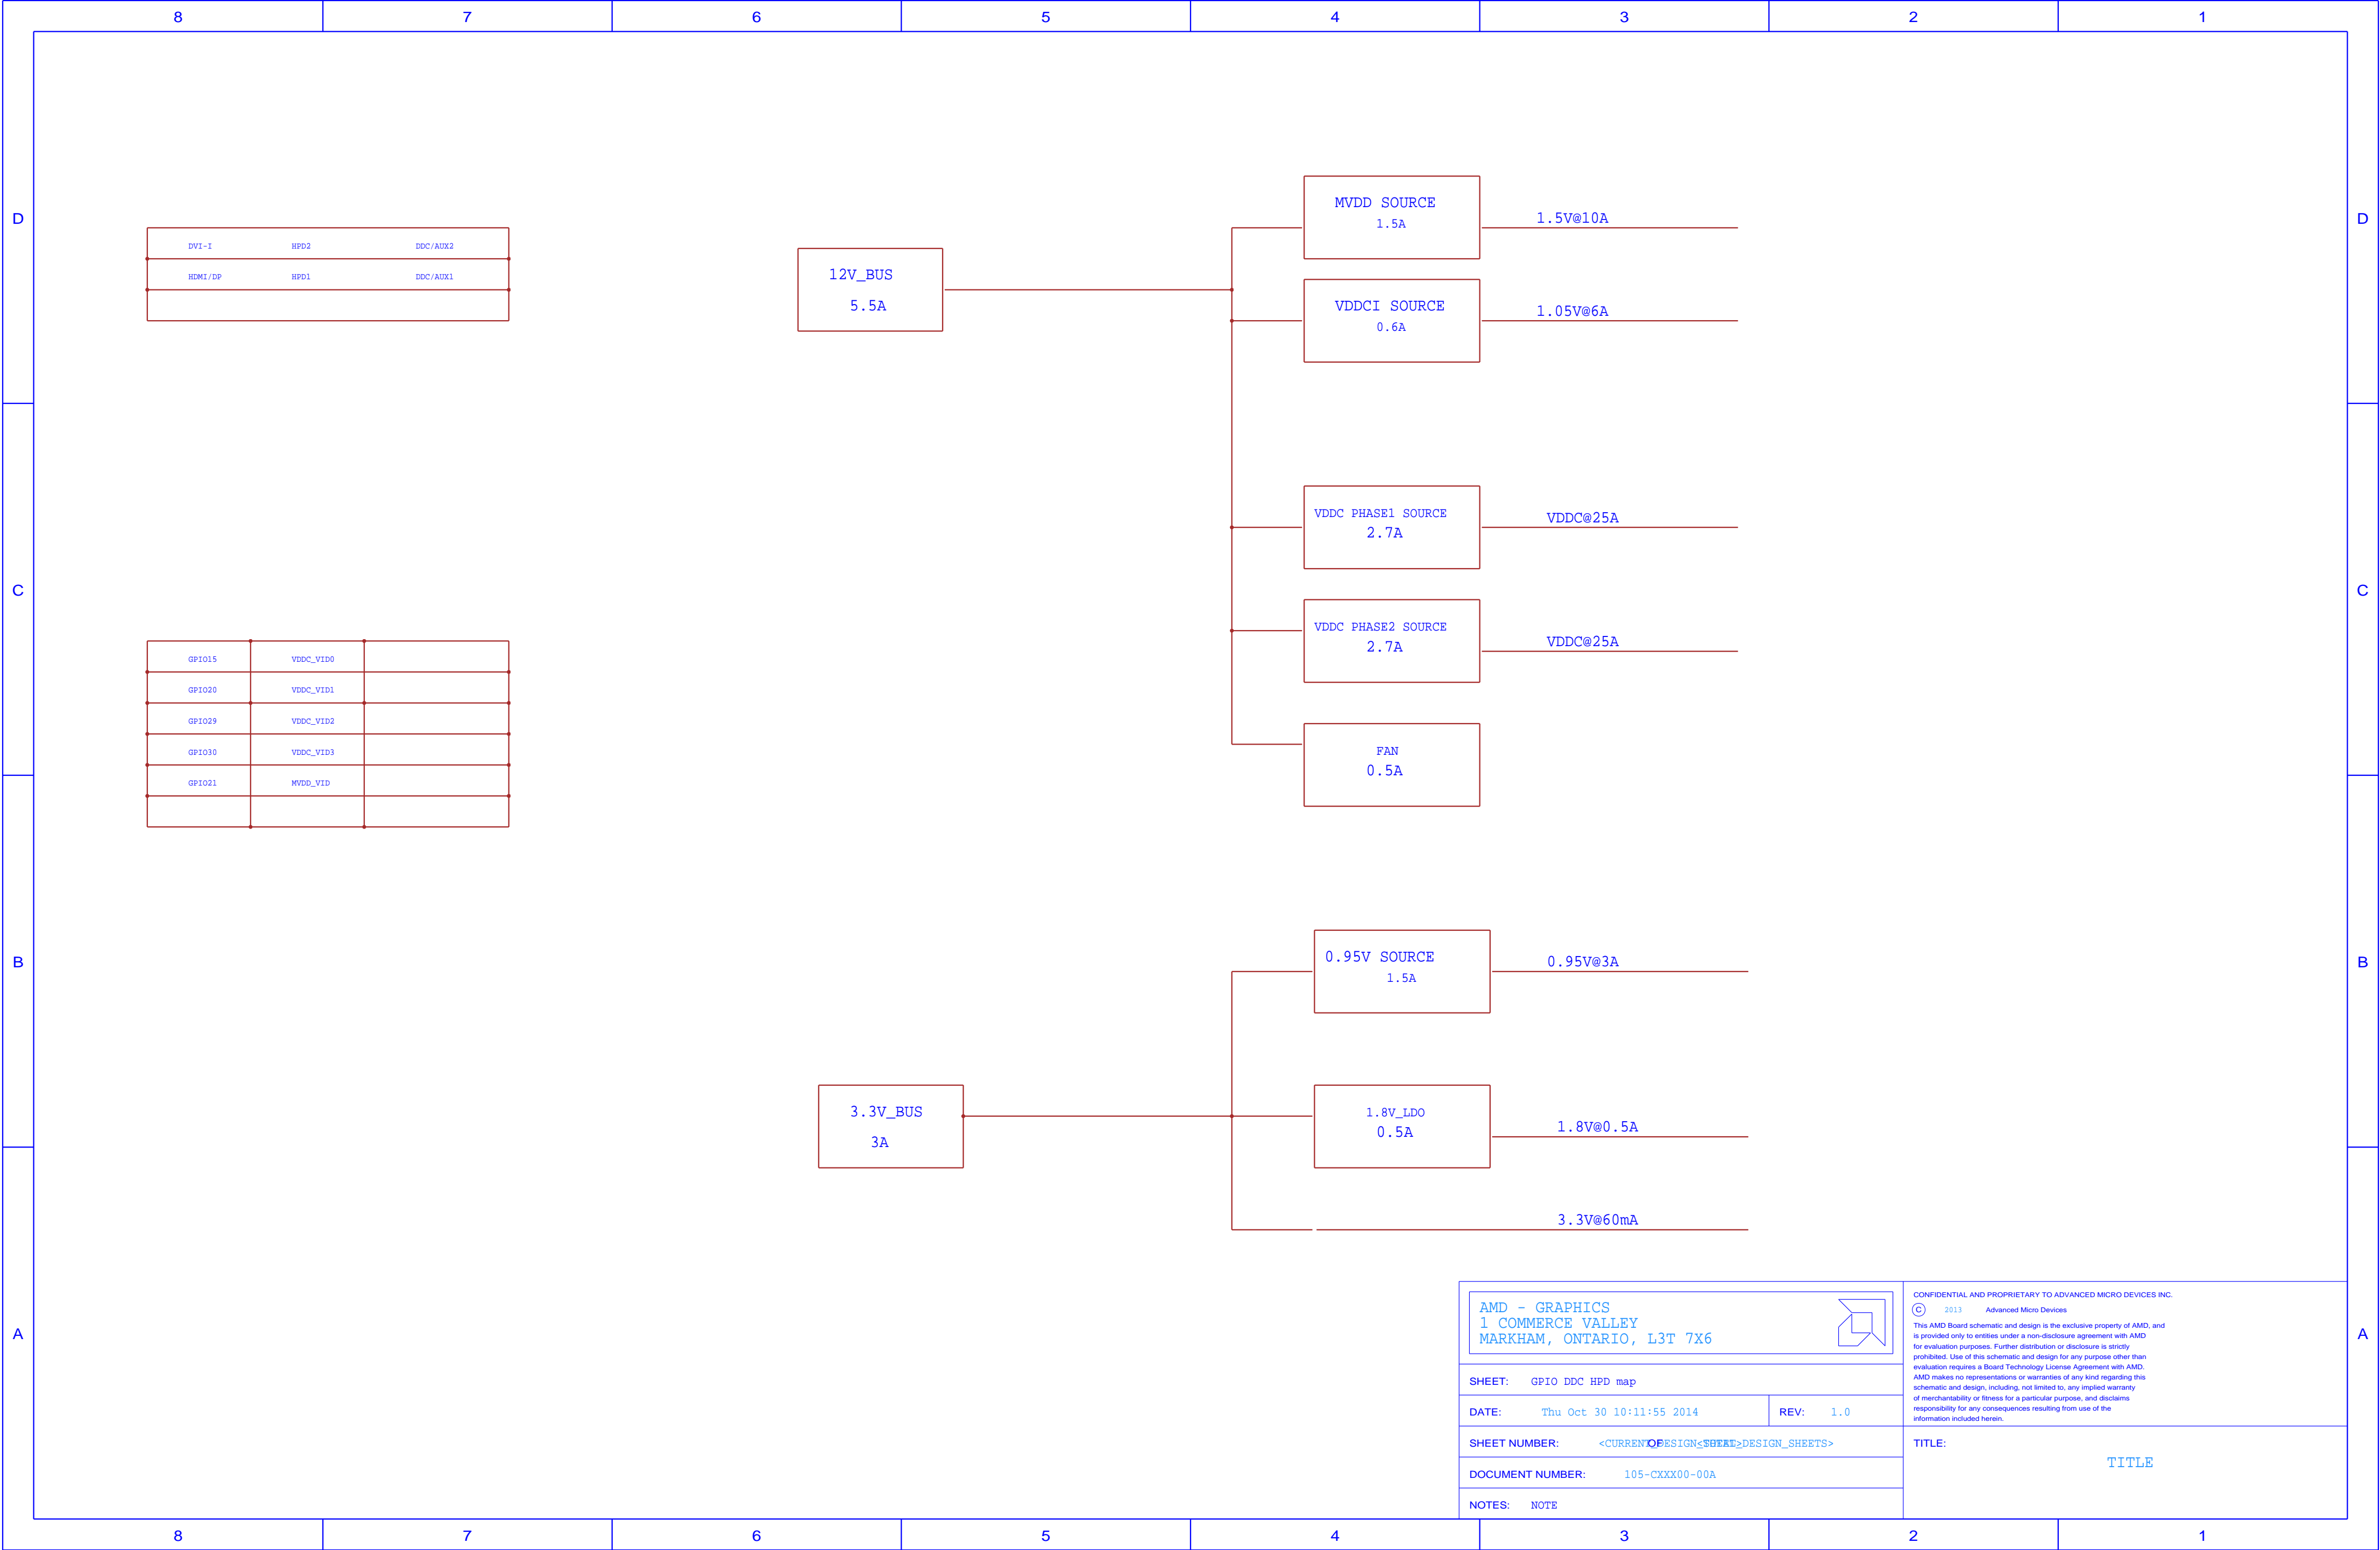 8 7 6 5 4 3 2 1
D D
MVDD SOURCE
1.5A
1.5V@10A
DVI-I HPD2 DDC/AUX2
HDMI/DP HPD1 DDC/AUX1
12V_BUS
5.5A
VDDCI SOURCE
0.6A
1.05V@6A
VDDC PHASE1 SOURCE
2.7A
VDDC@25A
C C
VDDC PHASE2 SOURCE
2.7A
VDDC@25A
GPIO15 VDDC_VID0
GPIO20 VDDC_VID1
GPIO29 VDDC_VID2
GPIO30 VDDC_VID3
GPIO21 MVDD_VID
FAN
0.5A
B B
0.95V SOURCE
1.5A
0.95V@3A
3.3V_BUS
3A
1.8V_LDO
0.5A
1.8V@0.5A
3.3V@60mA
A A
AMD - GRAPHICS
1 COMMERCE VALLEY
MARKHAM, ONTARIO, L3T 7X6
SHEET: GPIO DDC HPD map
DATE: Thu Oct 30 10:11:55 2014 REV: 1.0
SHEET NUMBER: <CURRENT_DESIGN_SHEET> OF <TOTAL_DESIGN_SHEETS>
DOCUMENT NUMBER: 105-CXXX00-00A
NOTES: NOTE
CONFIDENTIAL AND PROPRIETARY TO ADVANCED MICRO DEVICES INC.
C 2013 Advanced Micro Devices
This AMD Board schematic and design is the exclusive property of AMD, and
is provided only to entities under a non-disclosure agreement with AMD
for evaluation purposes. Further distribution or disclosure is strictly
prohibited. Use of this schematic and design for any purpose other than
evaluation requires a Board Technology License Agreement with AMD.
AMD makes no representations or warranties of any kind regarding this
schematic and design, including, not limited to, any implied warranty
of merchantability or fitness for a particular purpose, and disclaims
responsibility for any consequences resulting from use of the
information included herein.
TITLE:
TITLE
8 7 6 5 4 3 2 1